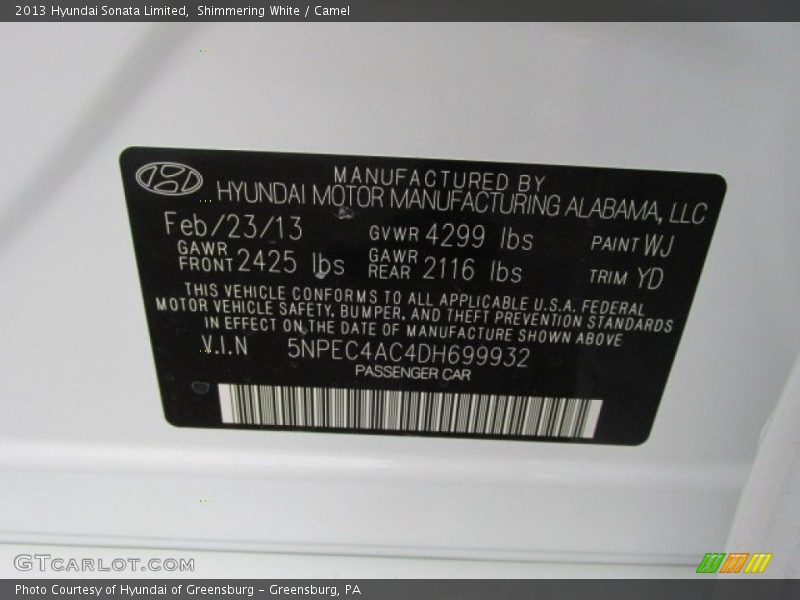 2013 Hyundai Sonata Limited, Shimmering White / Camel
MANUFACTURED BY
HYUNDAI MOTOR MANUFACTURING ALABAMA, LLC
Feb/23/13 GVWR 4299 lbs PAINT WJ
GAWR FRONT 2425 lbs GAWR REAR 2116 lbs TRIM YD
THIS VEHICLE CONFORMS TO ALL APPLICABLE U.S.A. FEDERAL
MOTOR VEHICLE SAFETY, BUMPER, AND THEFT PREVENTION STANDARDS
IN EFFECT ON THE DATE OF MANUFACTURE SHOWN ABOVE
V.I.N 5NPEC4AC4DH699932
PASSENGER CAR
GTCARLOT.COM
Photo Courtesy of Hyundai of Greensburg - Greensburg, PA